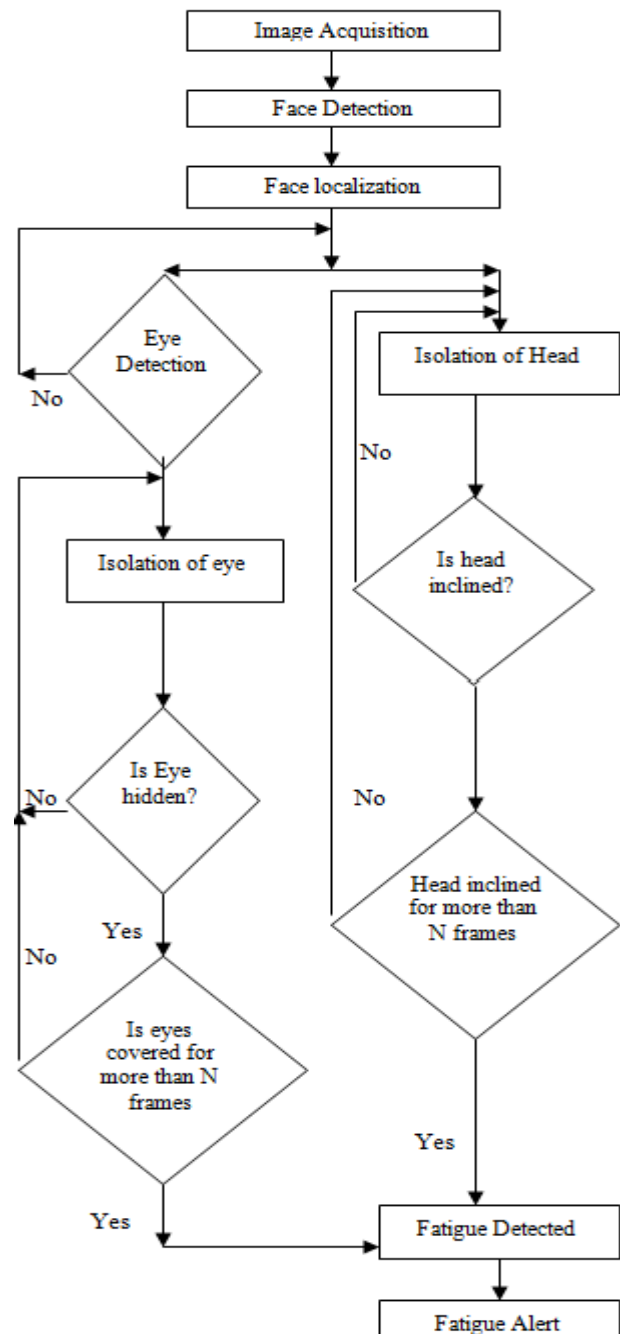 Image Acquisition
Face Detection
Face localization
Eye
Detection
No
Isolation of Head
No
Isolation of eye
Is head
inclined?
Is Eye
hidden?
No
No
Head inclined
for more than
N frames
Yes
No
Is eyes
covered for
more than N
frames
Yes
Yes
Fatigue Detected
Fatigue Alert